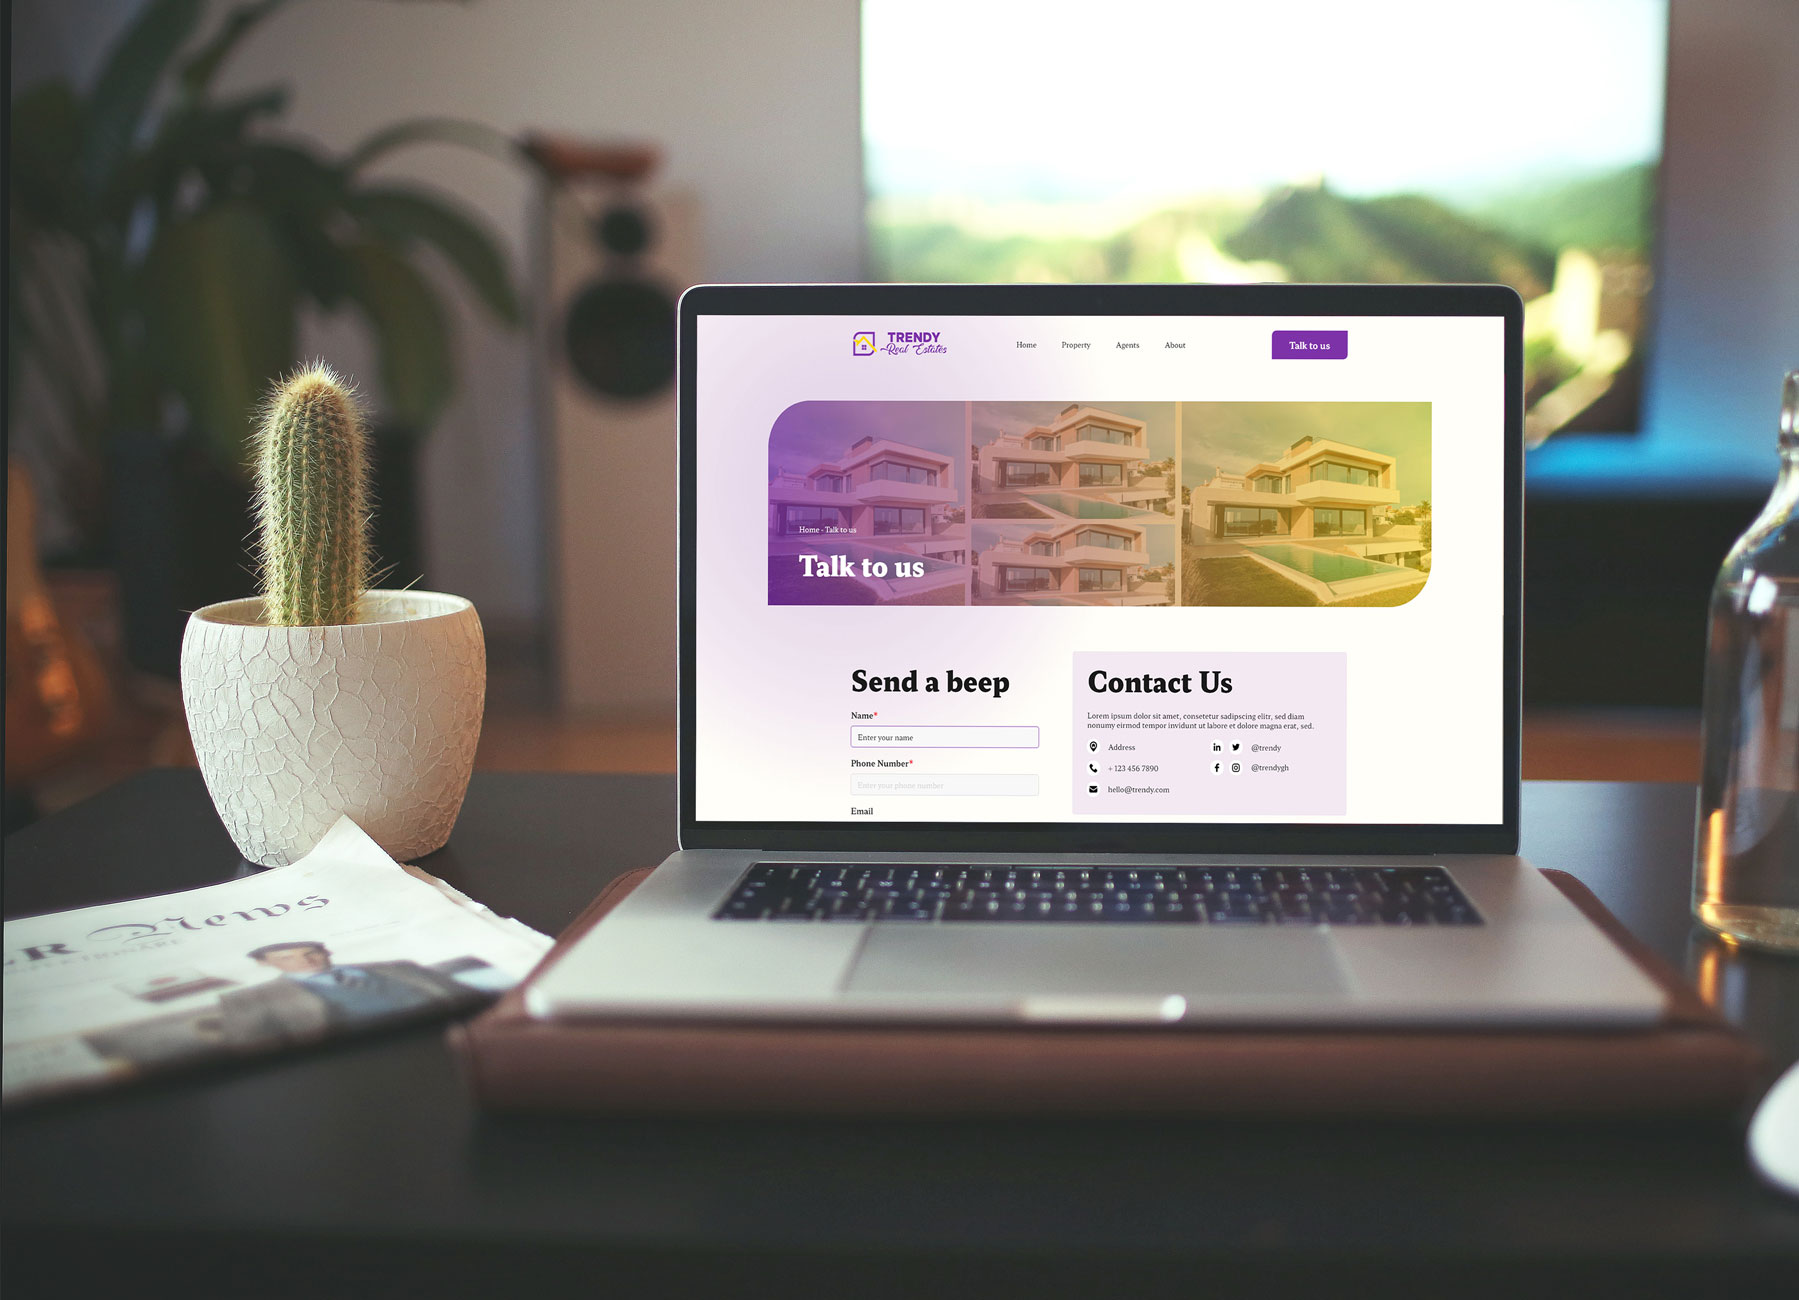 TRENDY
Real Estates
Home Property Agents About
Talk to us
Home - Talk to us
Talk to us
Send a beep
Name*
Enter your name
Phone Number*
Enter your phone number
Email
Contact Us
Lorem ipsum dolor sit amet, consetetur sadipscing elitr, sed diam
nonumy eirmod tempor invidunt ut labore et dolore magna erat, sed.
Address
+ 123 456 7890
hello@trendy.com
@trendy
@trendygh
News